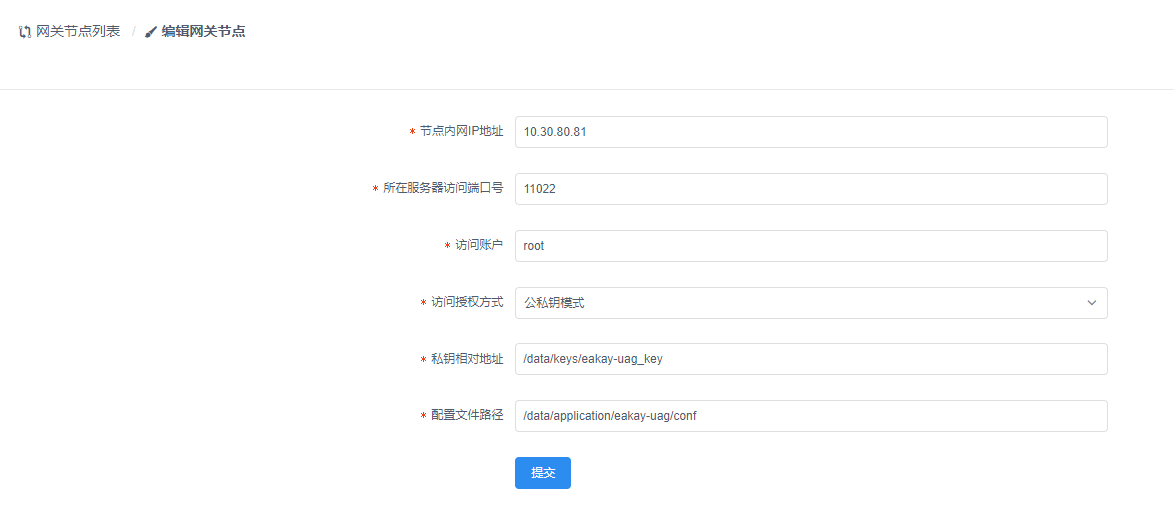 网关节点列表 / 编辑网关节点
* 节点内网IP地址 10.30.80.81
* 所在服务器访问端口号 11022
* 访问账户 root
* 访问授权方式 公私钥模式
* 私钥相对地址 /data/keys/eakay-uag_key
* 配置文件路径 /data/application/eakay-uag/conf
提交